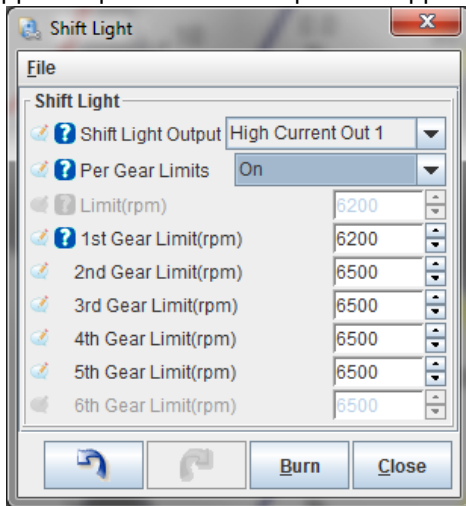 Shift Light
File
Shift Light
Shift Light Output High Current Out 1
Per Gear Limits On
Limit(rpm) 6200
1st Gear Limit(rpm) 6200
2nd Gear Limit(rpm) 6500
3rd Gear Limit(rpm) 6500
4th Gear Limit(rpm) 6500
5th Gear Limit(rpm) 6500
6th Gear Limit(rpm) 6500
Burn Close